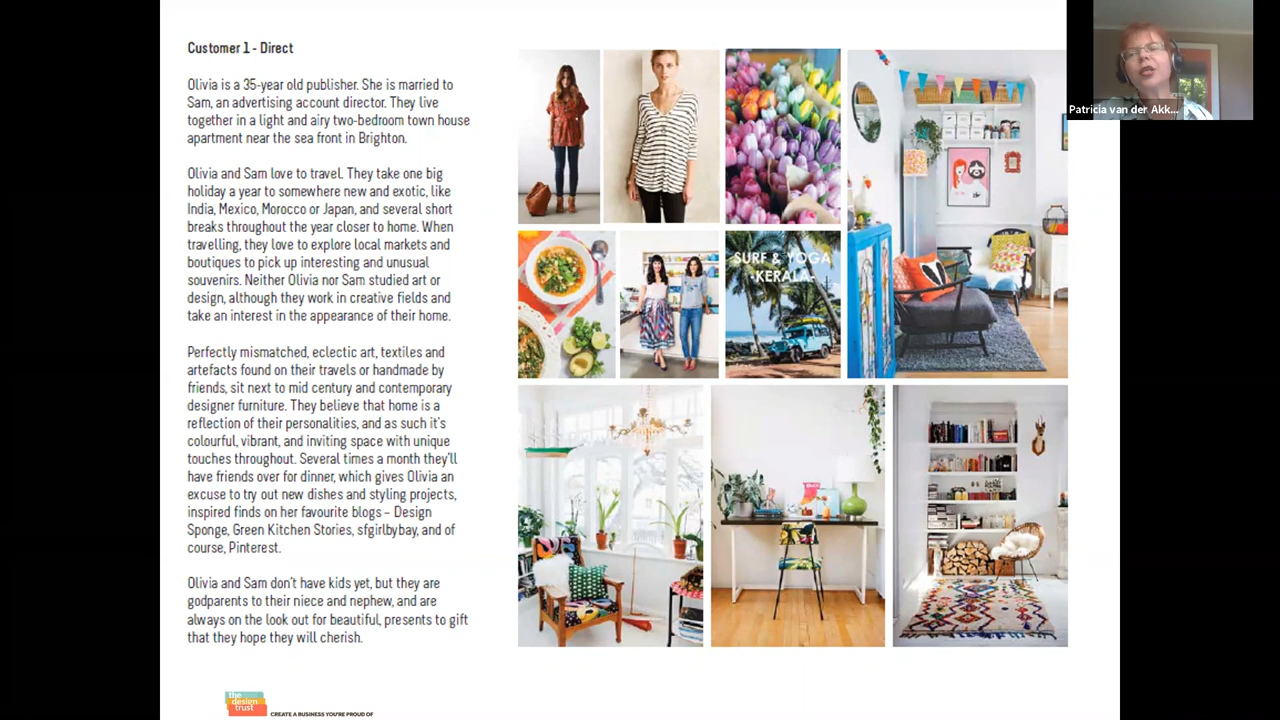 Customer 1 - Direct
Olivia is a 35-year old publisher. She is married to
Sam, an advertising account director. They live
together in a light and airy two-bedroom town house
apartment near the sea front in Brighton.
Olivia and Sam love to travel. They take one big
holiday a year to somewhere new and exotic, like
India, Mexico, Morocco or Japan, and several short
breaks throughout the year closer to home. When
travelling, they love to explore local markets and
boutiques to pick up interesting and unusual
souvenirs. Neither Olivia nor Sam studied art or
design, although they work in creative fields and
take an interest in the appearance of their home.
Perfectly mismatched, eclectic art, textiles and
artefacts found on their travels or handmade by
friends, sit next to mid century and contemporary
designer furniture. They believe that home is a
reflection of their personalities, and as such it's
colourful, vibrant, and inviting space with unique
touches throughout. Several times a month they'll
have friends over for dinner, which gives Olivia an
excuse to try out new dishes and styling projects,
inspired finds on her favourite blogs – Design
Sponge, Green Kitchen Stories, sfgirlbybay, and of
course, Pinterest.
Olivia and Sam don't have kids yet, but they are
godparents to their niece and nephew, and are
always on the look out for beautiful, presents to gift
that they hope they will cherish.
SURF & YOGA
-KERALA-
Patricia van der Akk...
the
design
trust
CREATE A BUSINESS YOU'RE PROUD OF